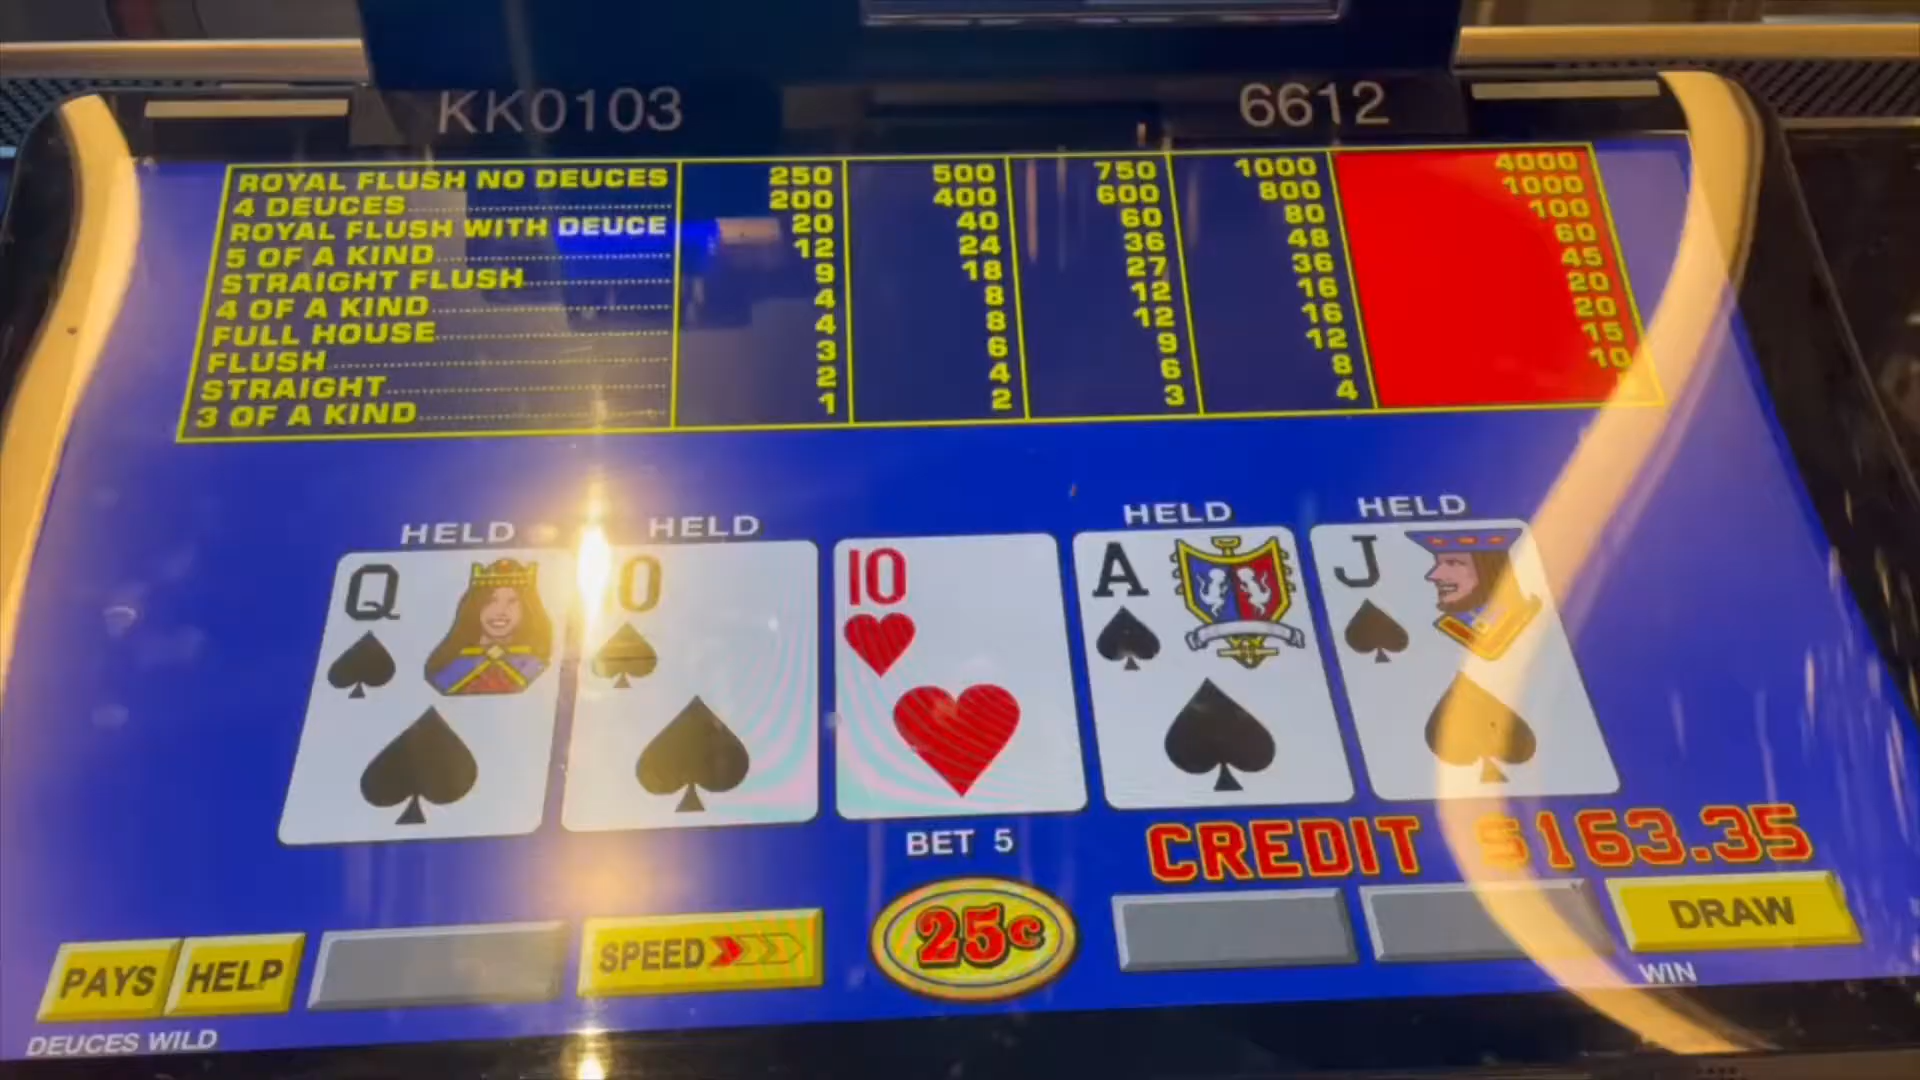 KK0103 6612
ROYAL FLUSH NO DEUCES 250 500 750 1000 4000
4 DEUCES 200 400 600 800 1000
ROYAL FLUSH WITH DEUCE 20 40 60 80 100
5 OF A KIND 12 24 36 48 60
STRAIGHT FLUSH 9 18 27 36 45
4 OF A KIND 4 8 12 16 20
FULL HOUSE 4 8 12 16 20
FLUSH 3 6 9 12 15
STRAIGHT 2 4 6 8 10
3 OF A KIND 1 2 3 4
HELD HELD HELD HELD
Q 10 10 A J
BET 5
CREDIT $163.35
PAYS HELP SPEED 25¢ DRAW
WIN
DEUCES WILD